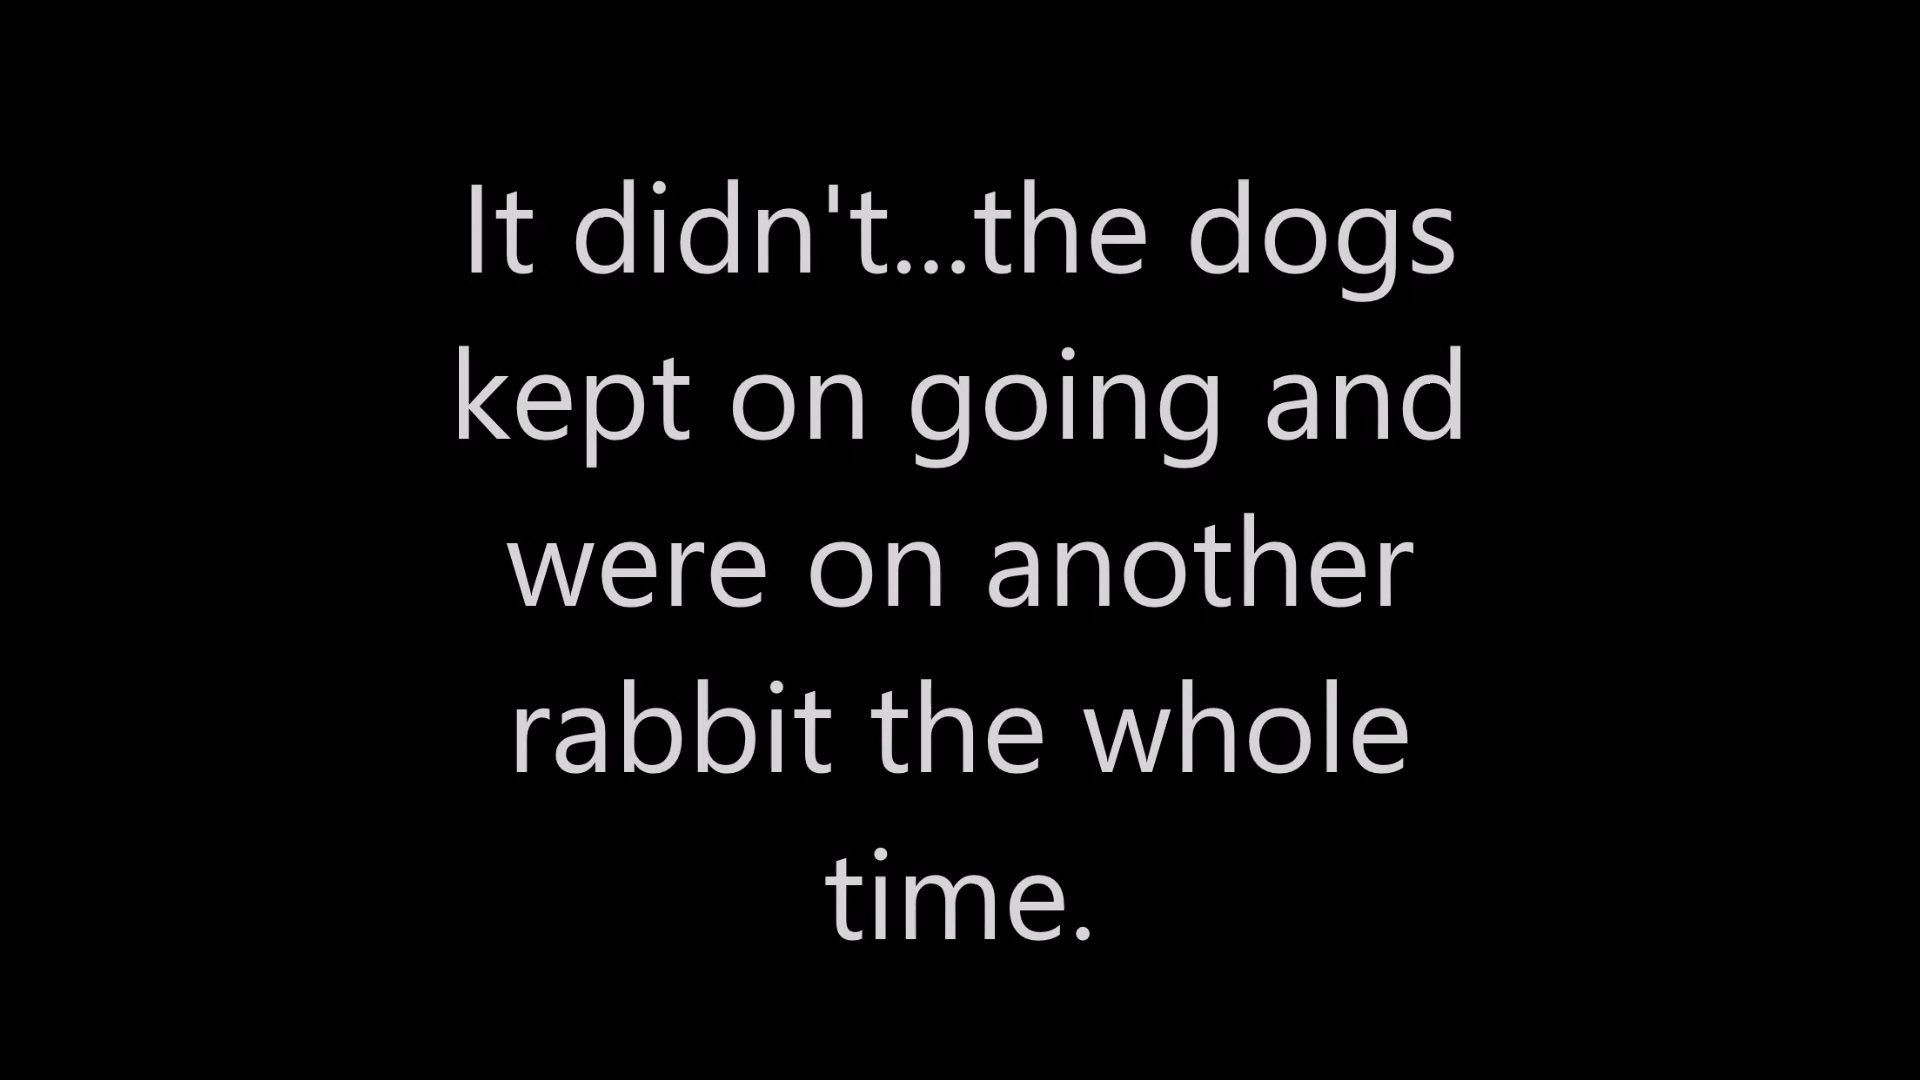 It didn't...the dogs
kept on going and
were on another
rabbit the whole
time.